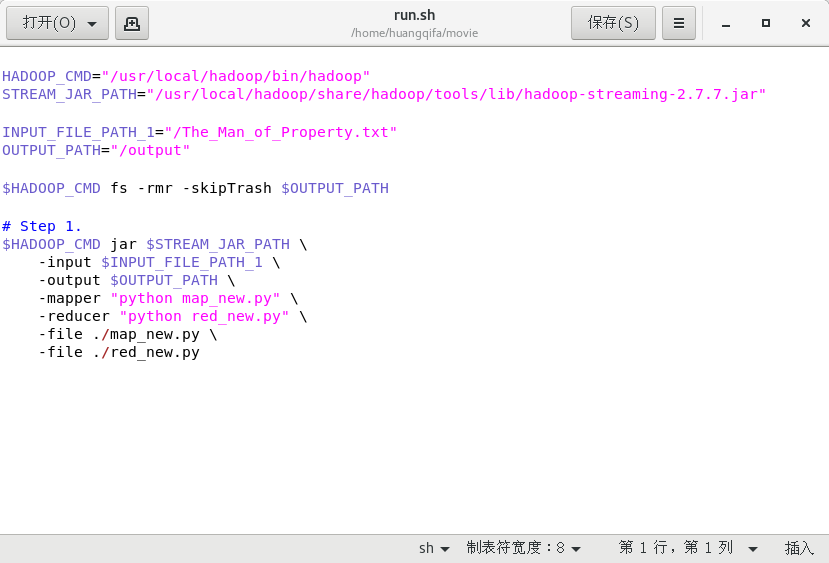 打开(O)
run.sh
/home/huangqifa/movie
保存(S)
HADOOP_CMD="/usr/local/hadoop/bin/hadoop"
STREAM_JAR_PATH="/usr/local/hadoop/share/hadoop/tools/lib/hadoop-streaming-2.7.7.jar"
INPUT_FILE_PATH_1="/The_Man_of_Property.txt"
OUTPUT_PATH="/output"
$HADOOP_CMD fs -rmr -skipTrash $OUTPUT_PATH
# Step 1.
$HADOOP_CMD jar $STREAM_JAR_PATH \
    -input $INPUT_FILE_PATH_1 \
    -output $OUTPUT_PATH \
    -mapper "python map_new.py" \
    -reducer "python red_new.py" \
    -file ./map_new.py \
    -file ./red_new.py
sh 制表符宽度：8 第 1 行，第 1 列 插入